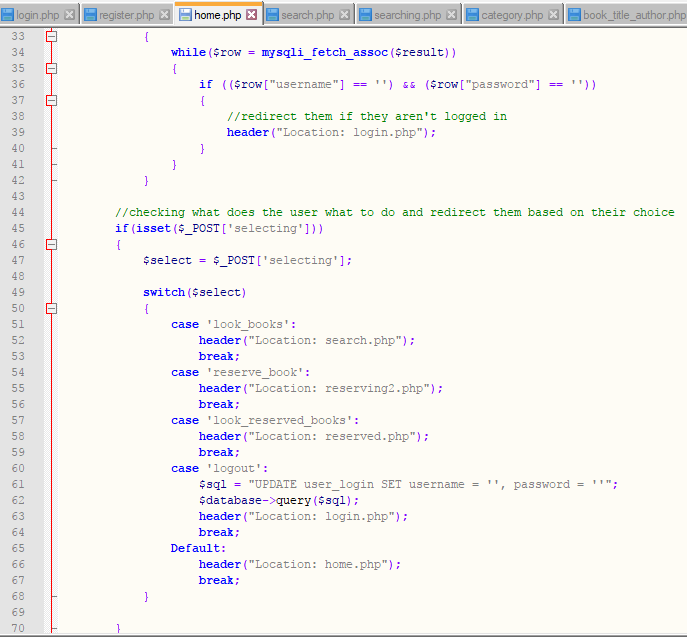 login.php register.php home.php search.php searching.php category.php book_title_author.php
33 {
34 while($row = mysqli_fetch_assoc($result))
35 {
36 if (($row["username"] == '') && ($row["password"] == ''))
37 {
38 //redirect them if they aren't logged in
39 header("Location: login.php");
40 }
41 }
42 }
43
44 //checking what does the user what to do and redirect them based on their choice
45 if(isset($_POST['selecting']))
46 {
47 $select = $_POST['selecting'];
48
49 switch($select)
50 {
51 case 'look_books':
52 header("Location: search.php");
53 break;
54 case 'reserve_book':
55 header("Location: reserving2.php");
56 break;
57 case 'look_reserved_books':
58 header("Location: reserved.php");
59 break;
60 case 'logout':
61 $sql = "UPDATE user_login SET username = '', password = ''";
62 $database->query($sql);
63 header("Location: login.php");
64 break;
65 Default:
66 header("Location: home.php");
67 break;
68 }
69
70 }